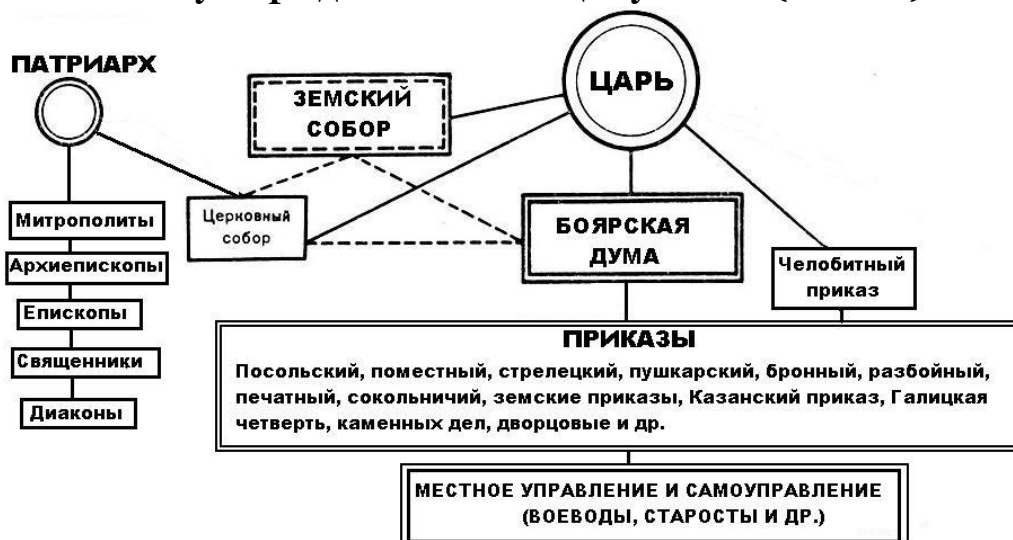 ПАТРИАРХ
ЦАРЬ
ЗЕМСКИЙ
СОБОР
Митрополиты
Церковный
собор
БОЯРСКАЯ
ДУМА
Архиепископы
Челобитный
приказ
Епископы
Священники
Диаконы
ПРИКАЗЫ
Посольский, поместный, стрелецкий, пушкарский, бронный, разбойный,
печатный, сокольничий, земские приказы, Казанский приказ, Галицкая
четверть, каменных дел, дворцовые и др.
МЕСТНОЕ УПРАВЛЕНИЕ И САМОУПРАВЛЕНИЕ
(ВОЕВОДЫ, СТАРОСТЫ И ДР.)